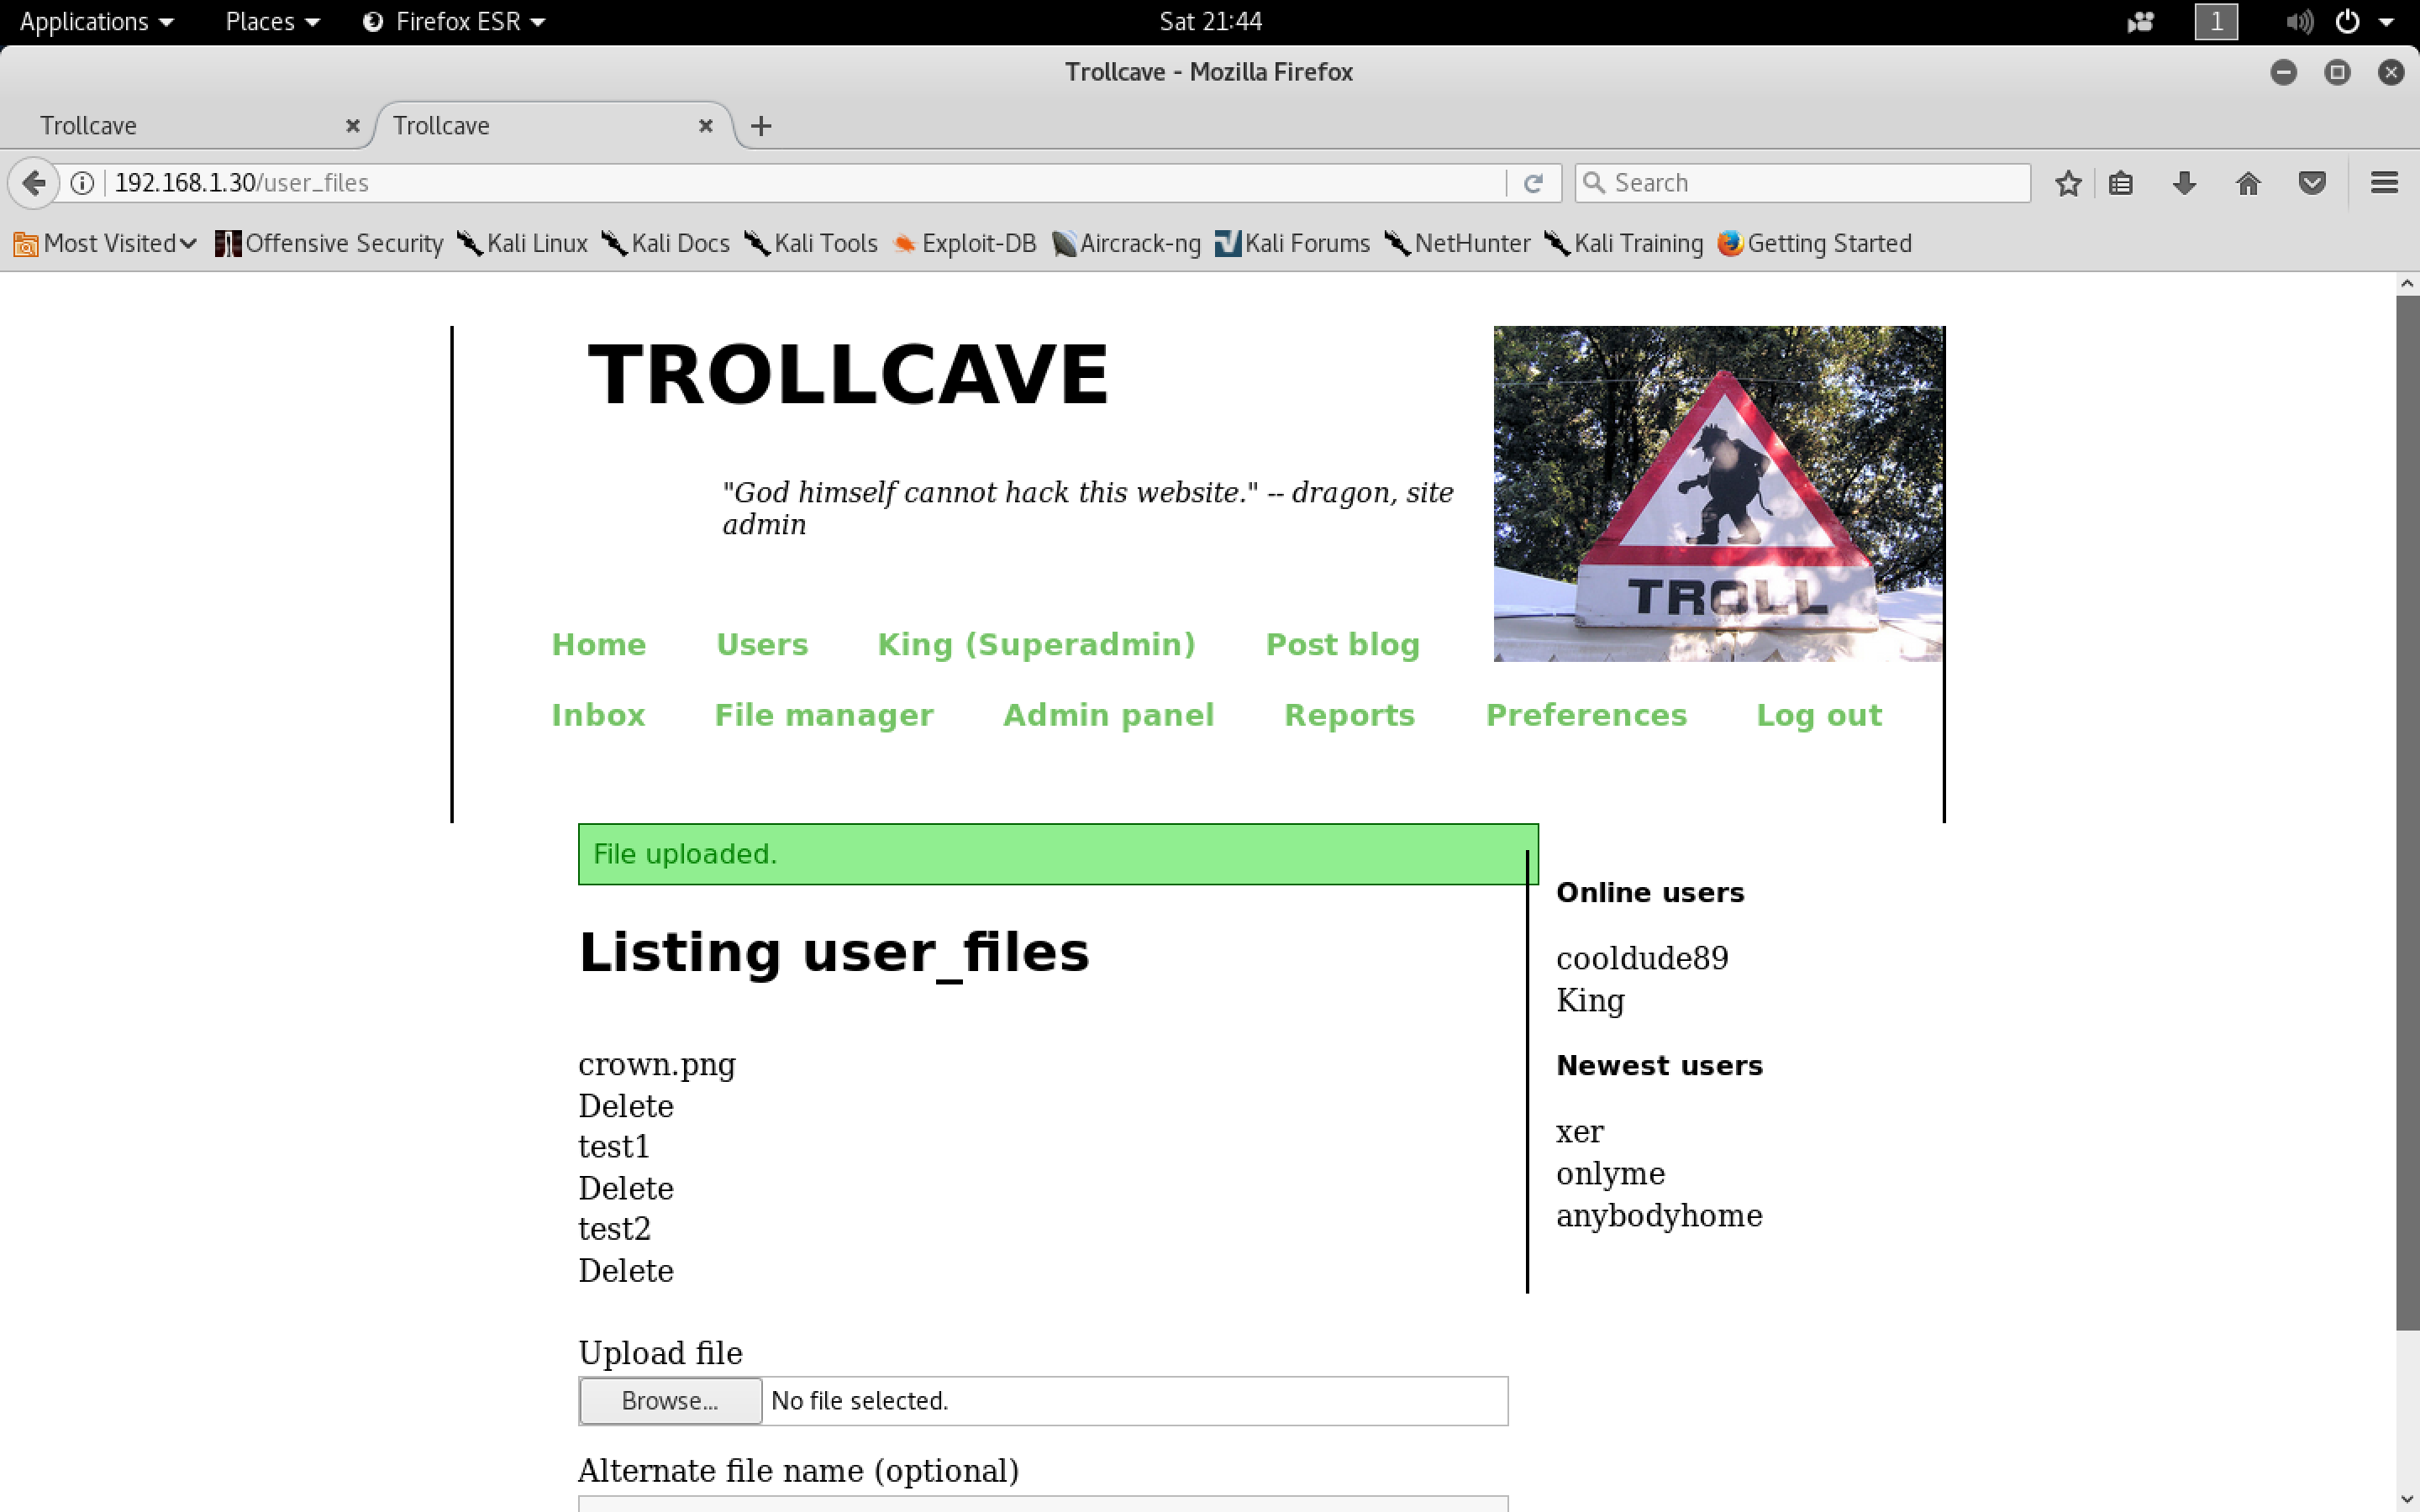 Applications Places Firefox ESR Sat 21:44 1
Trollcave - Mozilla Firefox
Trollcave Trollcave
192.168.1.30/user_files Search
Most Visited Offensive Security Kali Linux Kali Docs Kali Tools Exploit-DB Aircrack-ng Kali Forums NetHunter Kali Training Getting Started
TROLLCAVE
"God himself cannot hack this website." -- dragon, site
admin
TROLL
Home Users King (Superadmin) Post blog
Inbox File manager Admin panel Reports Preferences Log out
File uploaded.
Listing user_files
crown.png
Delete
test1
Delete
test2
Delete
Upload file
Browse... No file selected.
Alternate file name (optional)
Online users
cooldude89
King
Newest users
xer
onlyme
anybodyhome